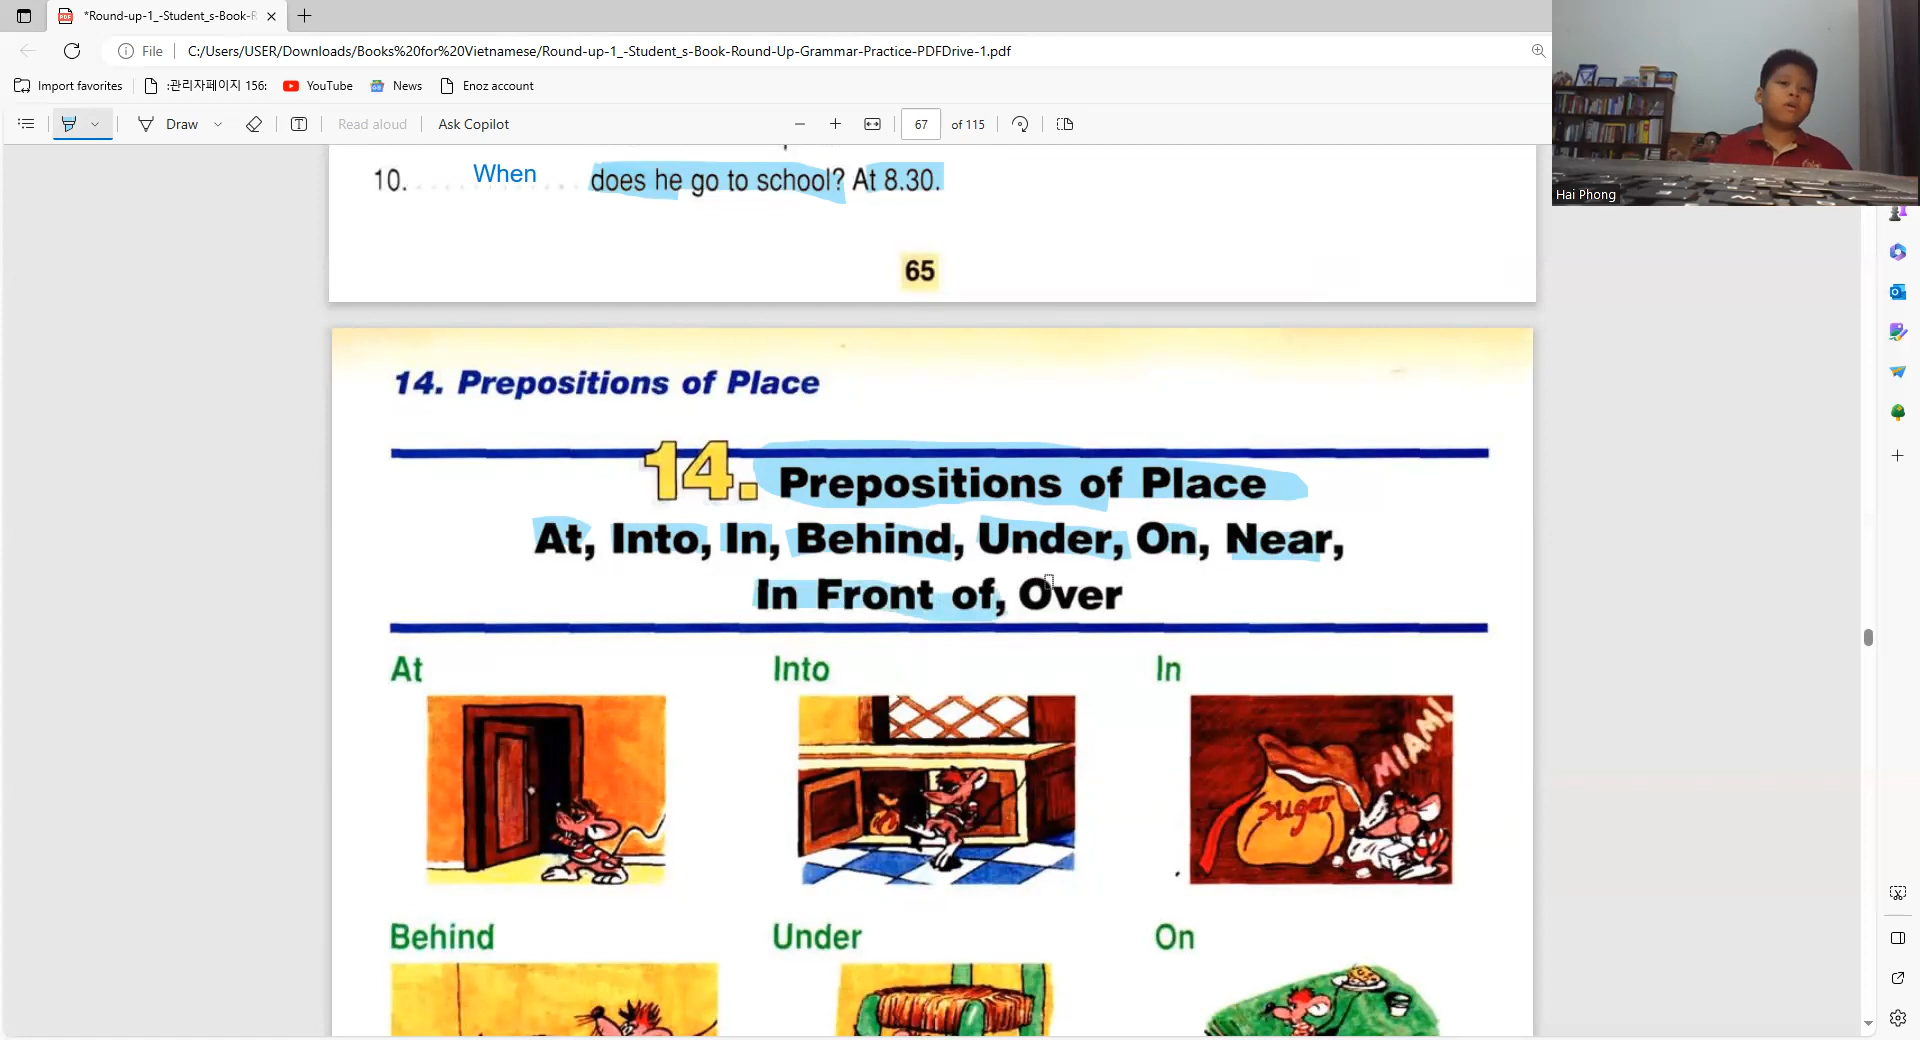 *Round-up-1_-Student_s-Book-R
File C:/Users/USER/Downloads/Books%20for%20Vietnamese/Round-up-1_-Student_s-Book-Round-Up-Grammar-Practice-PDFDrive-1.pdf
Import favorites :관리자페이지 156: YouTube News Enoz account
Draw Read aloud Ask Copilot 67 of 115
Hai Phong
10. When does he go to school? At 8.30.
65
14. Prepositions of Place
14. Prepositions of Place
At, Into, In, Behind, Under, On, Near,
In Front of, Over
At Into In
MIAM!
Sugar
Behind Under On